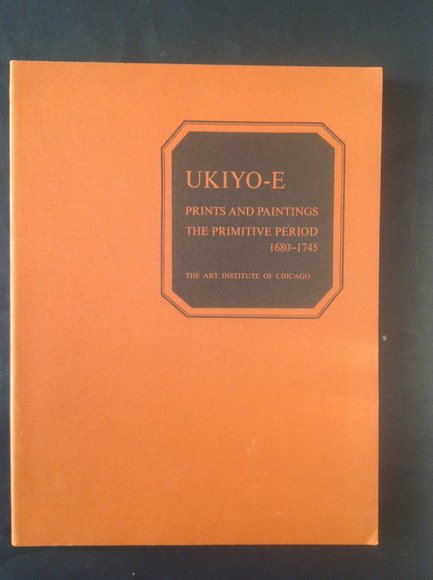 UKIYO-E
PRINTS AND PAINTINGS
THE PRIMITIVE PERIOD
1680–1745
THE ART INSTITUTE OF CHICAGO